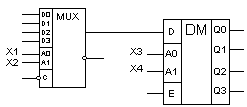 D0 MUX
D1
D2
D3
X1 A0
X2 A1
C
D DM Q0
X3 A0 Q1
X4 A1 Q2
E Q3